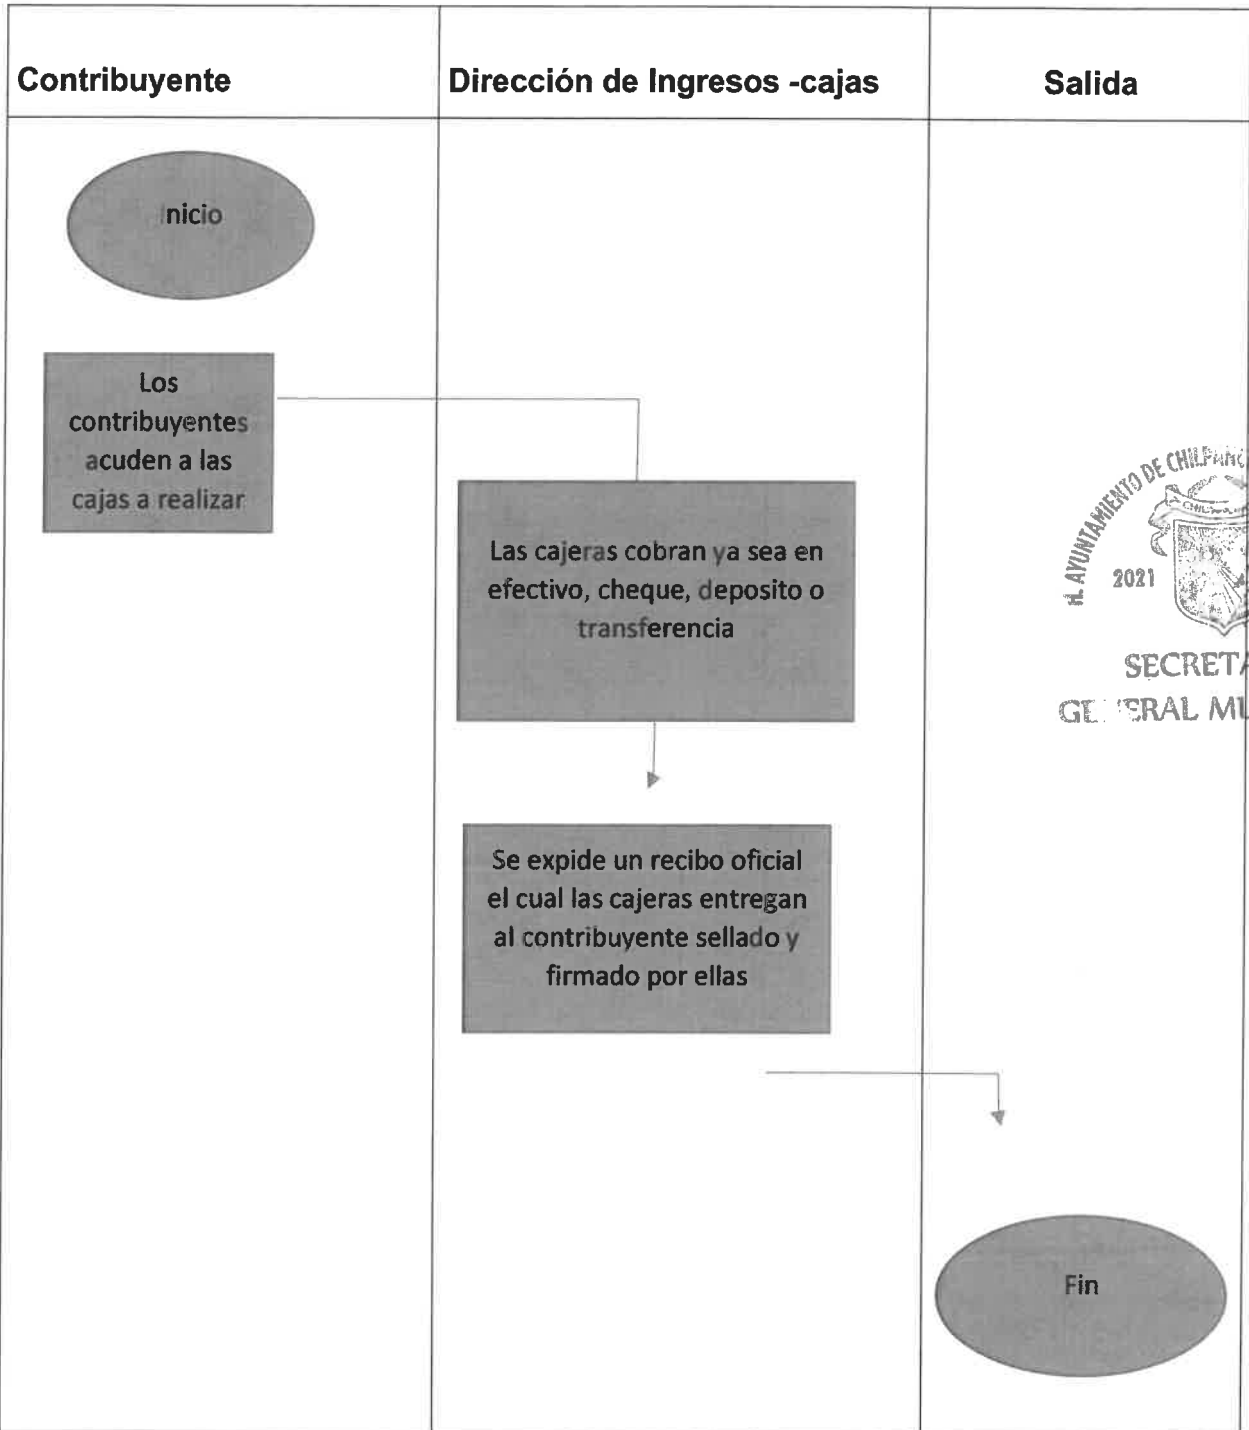 Contribuyente
Dirección de Ingresos -cajas
Salida
Inicio
Los
contribuyentes
acuden a las
cajas a realizar
Las cajeras cobran ya sea en
efectivo, cheque, deposito o
transferencia
Se expide un recibo oficial
el cual las cajeras entregan
al contribuyente sellado y
firmado por ellas
H. AYUNTAMIENTO DE
2021
Fin